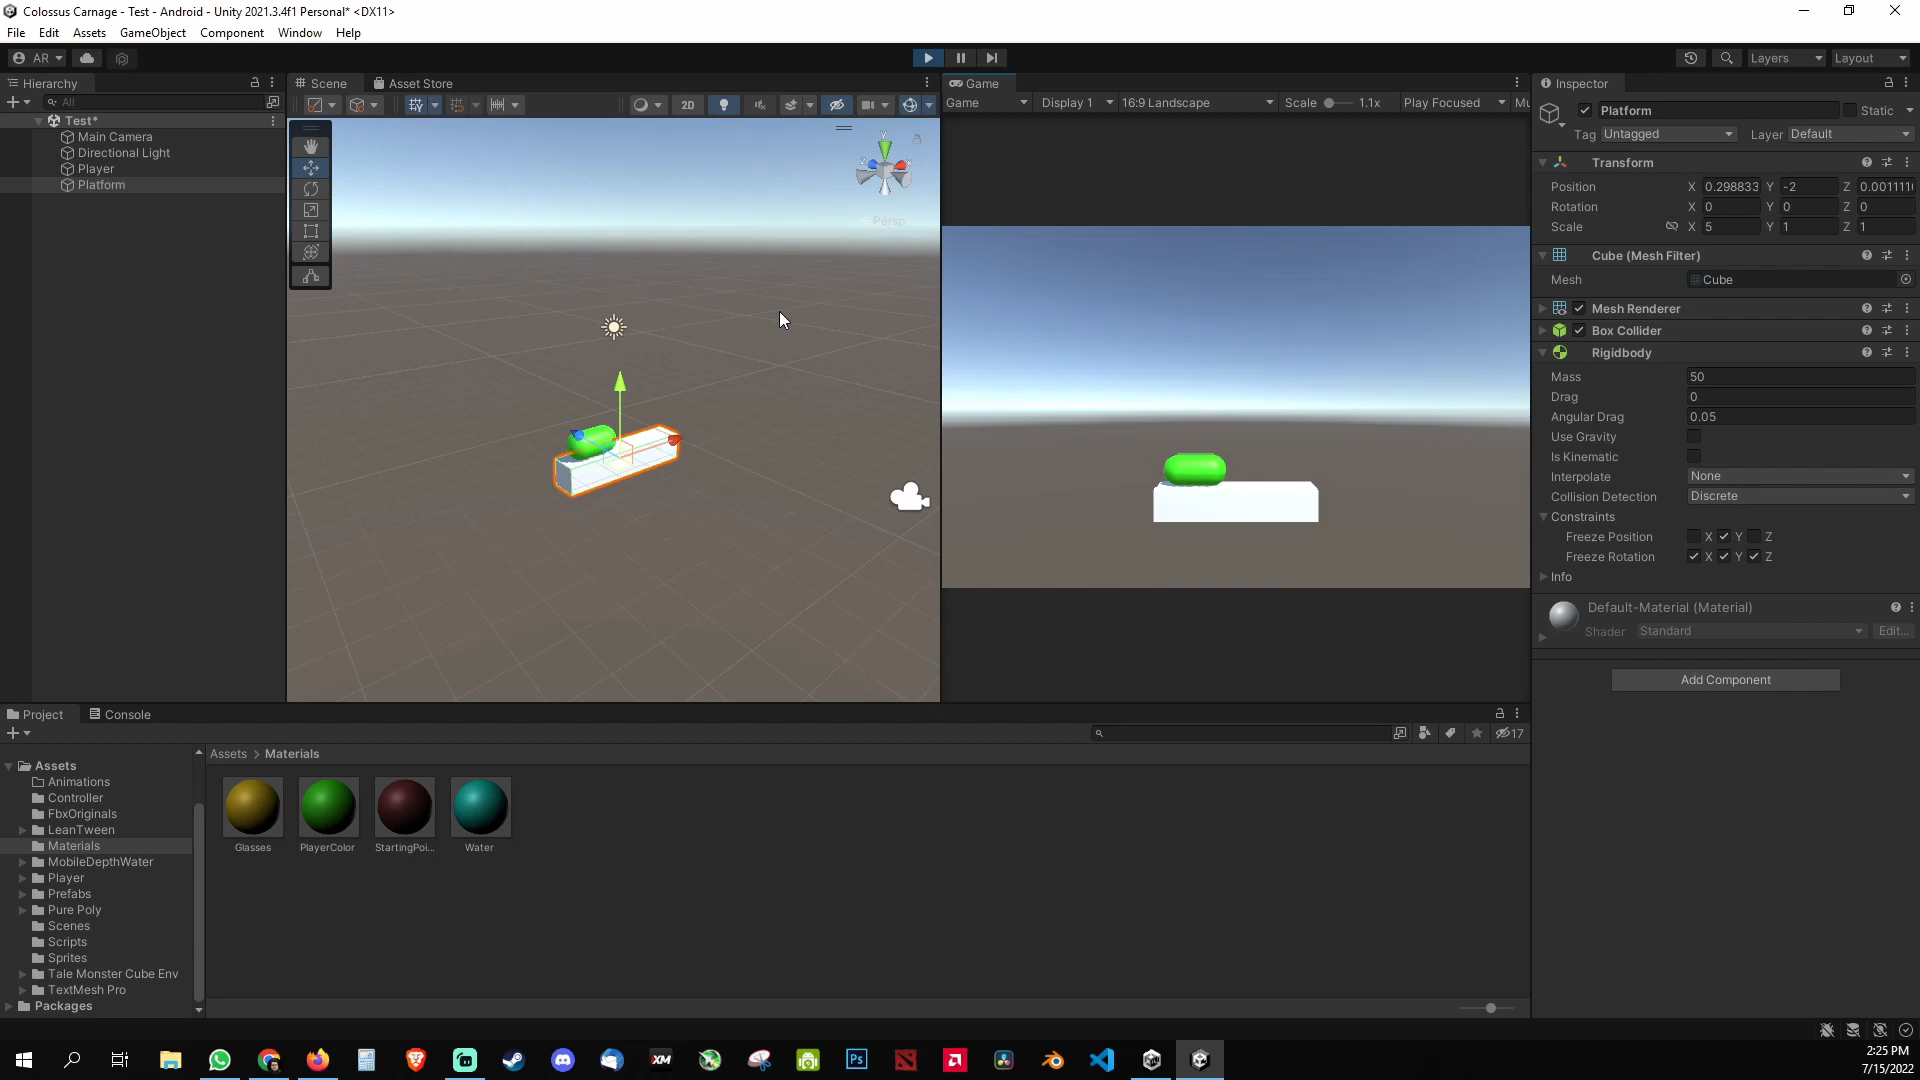 Colossus Carnage - Test - Android - Unity 2021.3.4f1 Personal* <DX11>
File Edit Assets GameObject Component Window Help
AR
Layers Layout
Hierarchy
All
Test*
Main Camera
Directional Light
Player
Platform
Scene Asset Store
2D
Y
Z
X
Persp
Game
Game Display 1 16:9 Landscape Scale 1.1x Play Focused Mu
Inspector
Platform Static
Tag Untagged Layer Default
Transform
Position X 0.298833 Y -2 Z 0.0011110
Rotation X 0 Y 0 Z 0
Scale X 5 Y 1 Z 1
Cube (Mesh Filter)
Mesh Cube
Mesh Renderer
Box Collider
Rigidbody
Mass 50
Drag 0
Angular Drag 0.05
Use Gravity
Is Kinematic
Interpolate None
Collision Detection Discrete
Constraints
Freeze Position X Y Z
Freeze Rotation X Y Z
Info
Default-Material (Material)
Shader Standard Edit...
Add Component
Project Console
17
Assets
Animations
Controller
FbxOriginals
LeanTween
Materials
MobileDepthWater
Player
Prefabs
Pure Poly
Scenes
Scripts
Sprites
Tale Monster Cube Env
TextMesh Pro
Packages
Assets > Materials
Glasses PlayerColor StartingPoi... Water
XM
Ps
2:25 PM
7/15/2022